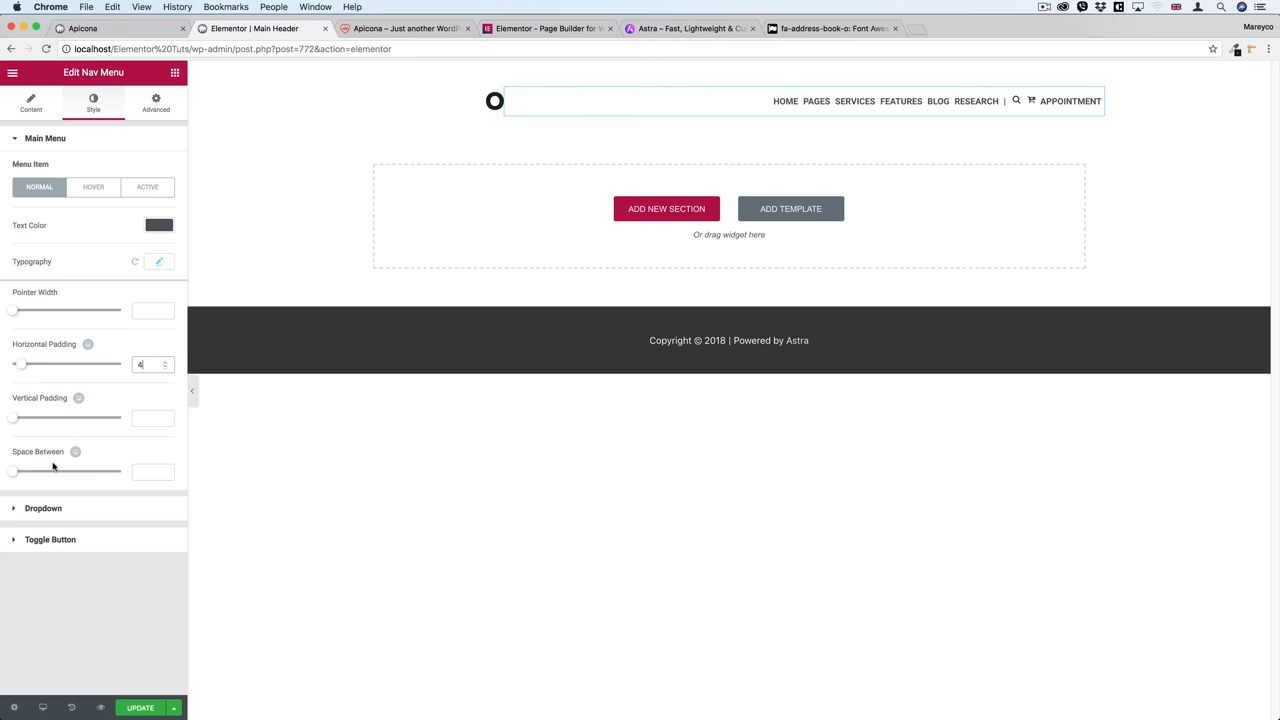 Chrome File Edit View History Bookmarks People Window Help
Apicona
Elementor | Main Header
Apicona – Just another WordP
Elementor - Page Builder for W
Astra – Fast, Lightweight & Cu
fa-address-book-o: Font Awes
Mareyco
localhost/Elementor%20Tuts/wp-admin/post.php?post=772&action=elementor
Edit Nav Menu
Content Style Advanced
Main Menu
Menu Item
NORMAL HOVER ACTIVE
Text Color
Typography
Pointer Width
Horizontal Padding
4
Vertical Padding
Space Between
Dropdown
Toggle Button
UPDATE
HOME PAGES SERVICES FEATURES BLOG RESEARCH | APPOINTMENT
ADD NEW SECTION ADD TEMPLATE
Or drag widget here
Copyright © 2018 | Powered by Astra